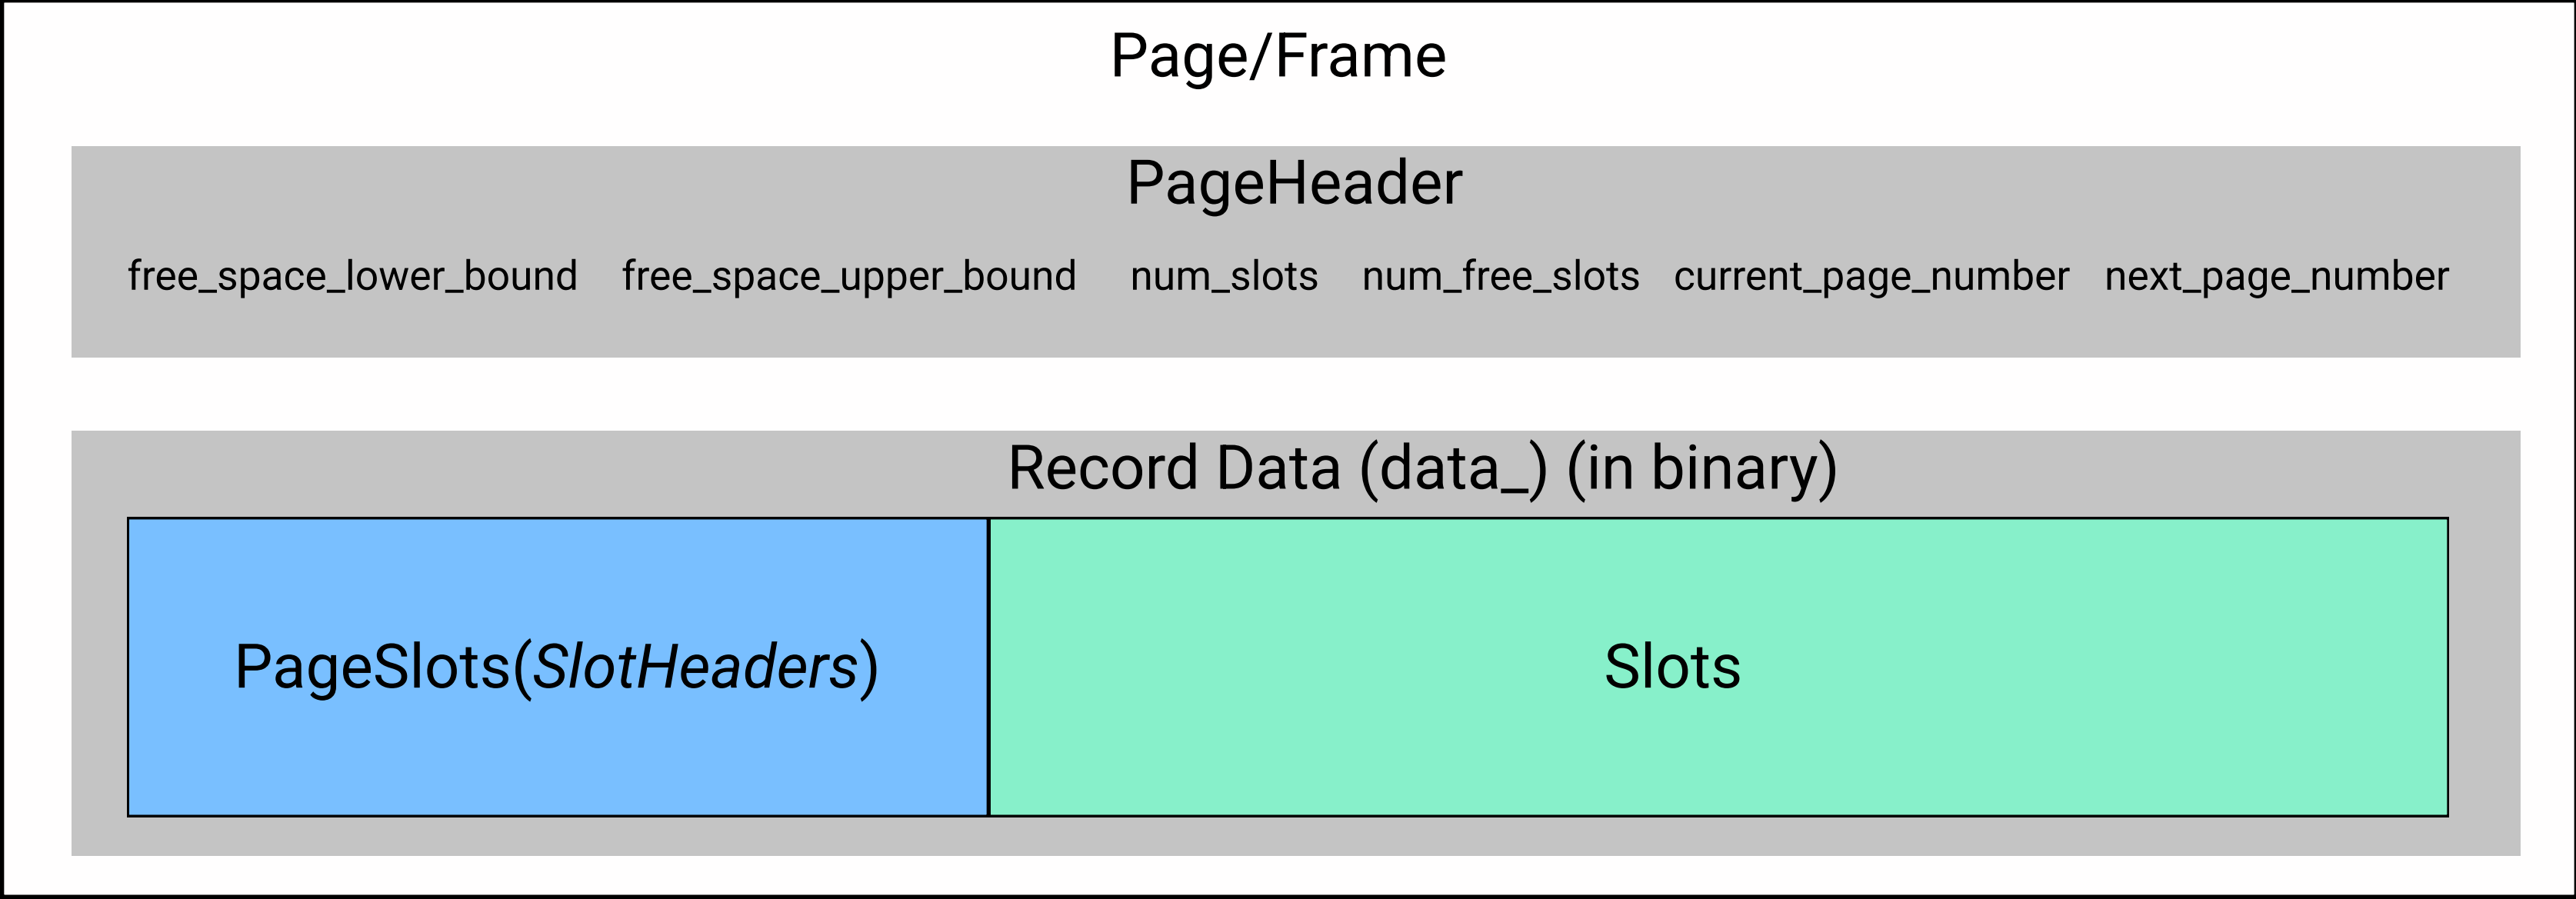 Page/Frame
PageHeader
free_space_lower_bound free_space_upper_bound num_slots num_free_slots current_page_number next_page_number
Record Data (data_) (in binary)
PageSlots(SlotHeaders) Slots